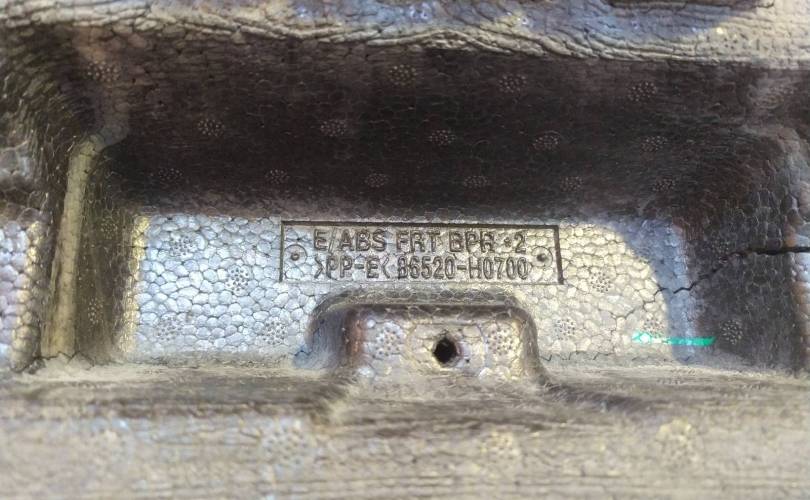 E/ABS FRT BPR •2
>PP-E< 86520-H0700